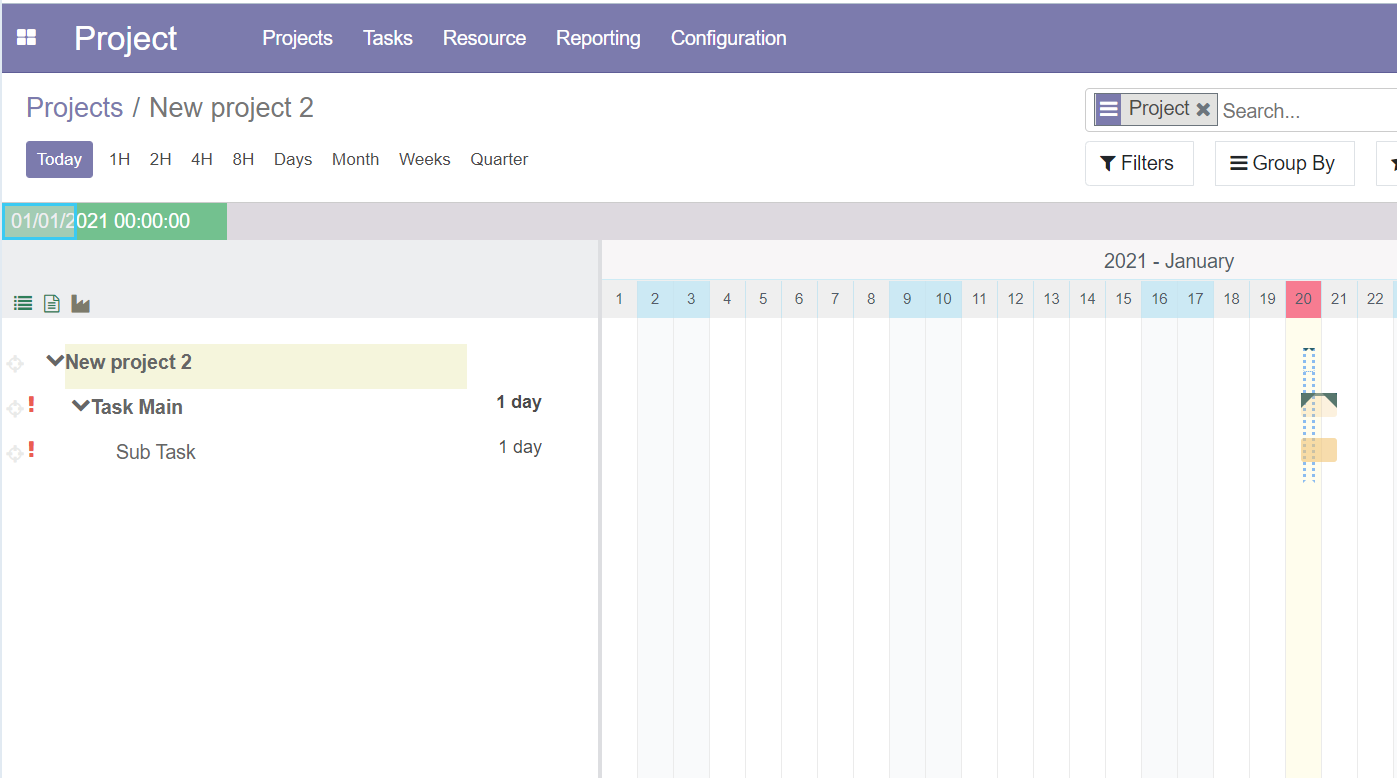 Project Projects Tasks Resource Reporting Configuration
Projects / New project 2
Project Search...
Today 1H 2H 4H 8H Days Month Weeks Quarter
Filters Group By
01/01/2021 00:00:00
2021 - January
1 2 3 4 5 6 7 8 9 10 11 12 13 14 15 16 17 18 19 20 21 22
New project 2
! Task Main 1 day
! Sub Task 1 day